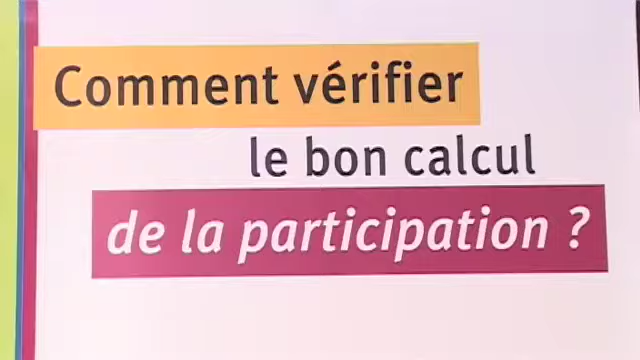 Comment vérifier
le bon calcul
de la participation ?